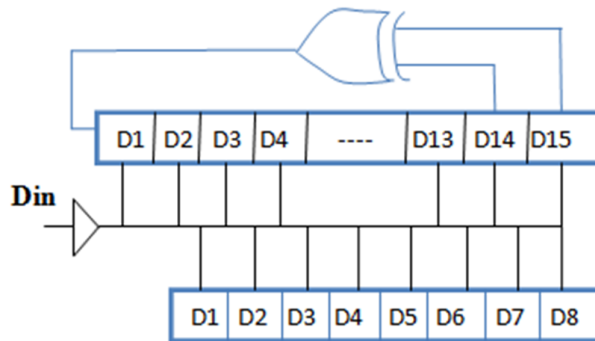 D1 D2 D3 D4 ---- D13 D14 D15
Din
D1 D2 D3 D4 D5 D6 D7 D8